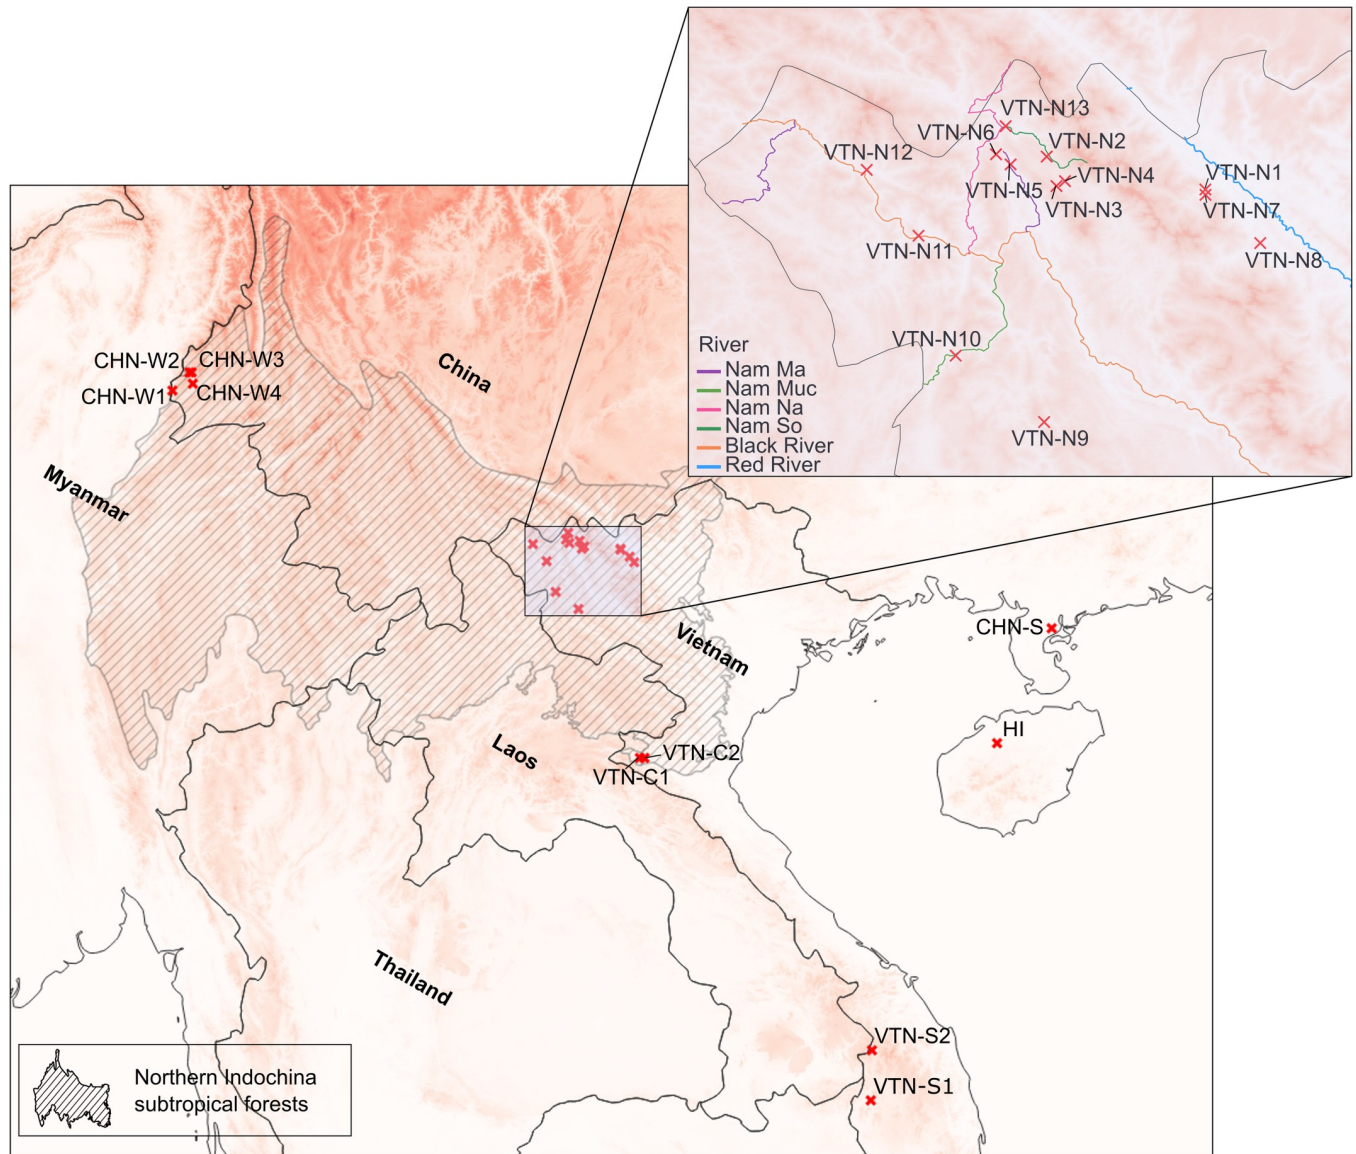 VTN-N13
VTN-N6
VTN-N2
VTN-N12
VTN-N5
VTN-N4
VTN-N1
VTN-N3
VTN-N7
VTN-N11
VTN-N8
VTN-N10
River
Nam Ma
Nam Muc
Nam Na
Nam So
Black River
Red River
VTN-N9
CHN-W2
CHN-W3
China
CHN-W1
CHN-W4
Myanmar
CHN-S
Vietnam
HI
Laos
VTN-C2
VTN-C1
Thailand
VTN-S2
VTN-S1
Northern Indochina
subtropical forests